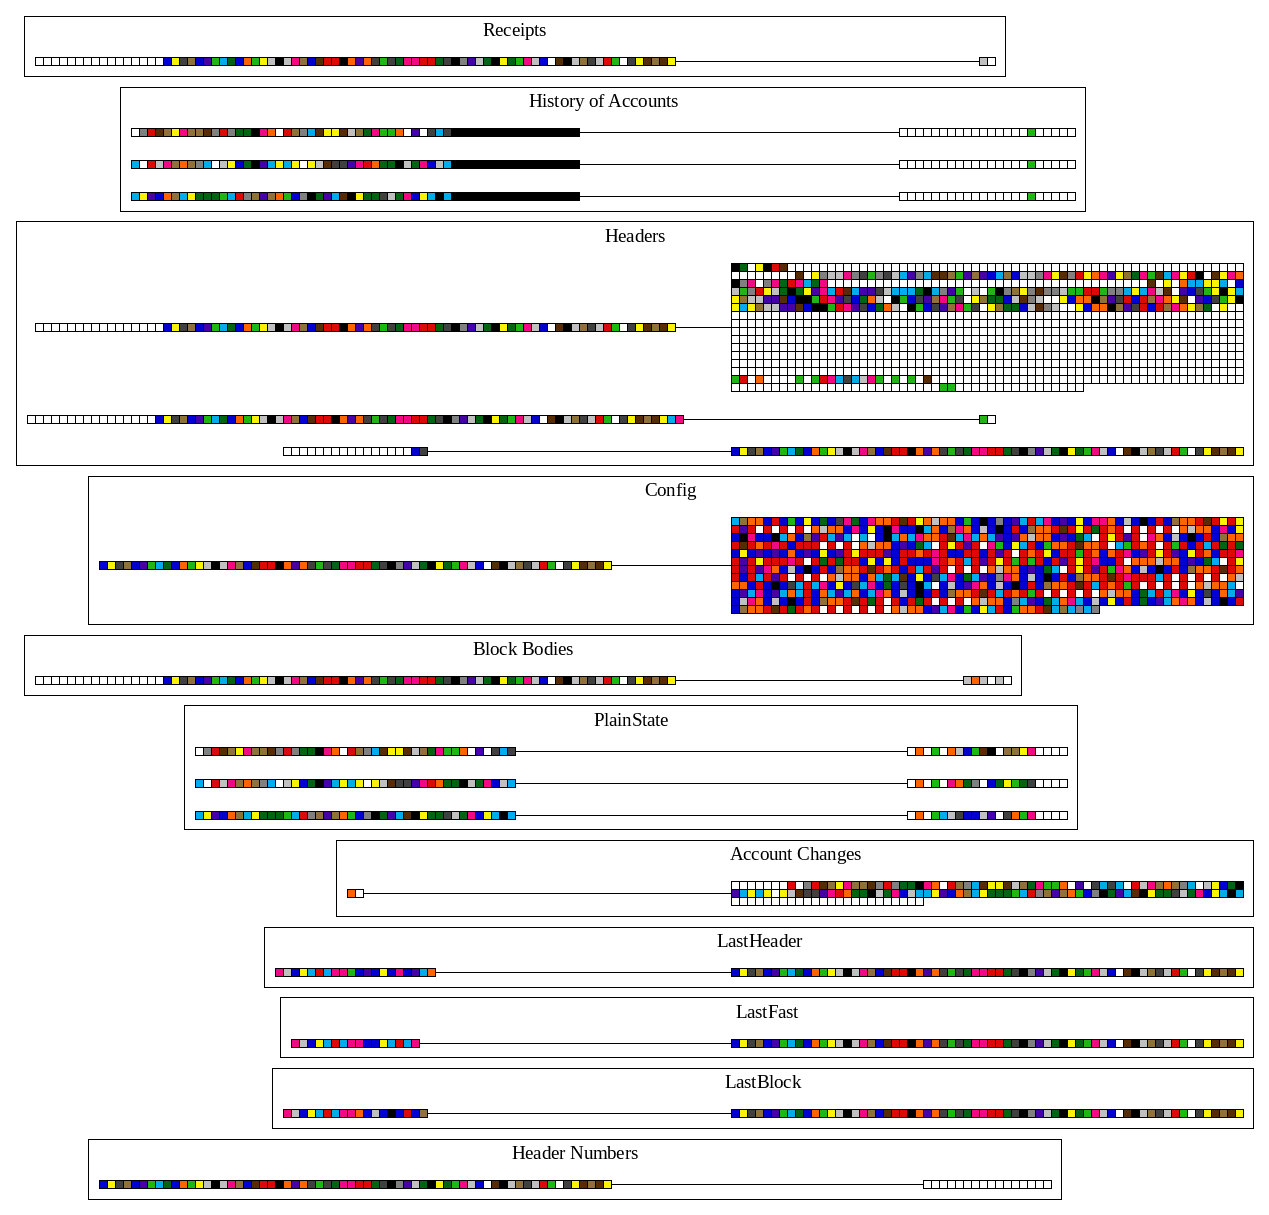 Receipts
History of Accounts
Headers
Config
Block Bodies
PlainState
Account Changes
LastHeader
LastFast
LastBlock
Header Numbers